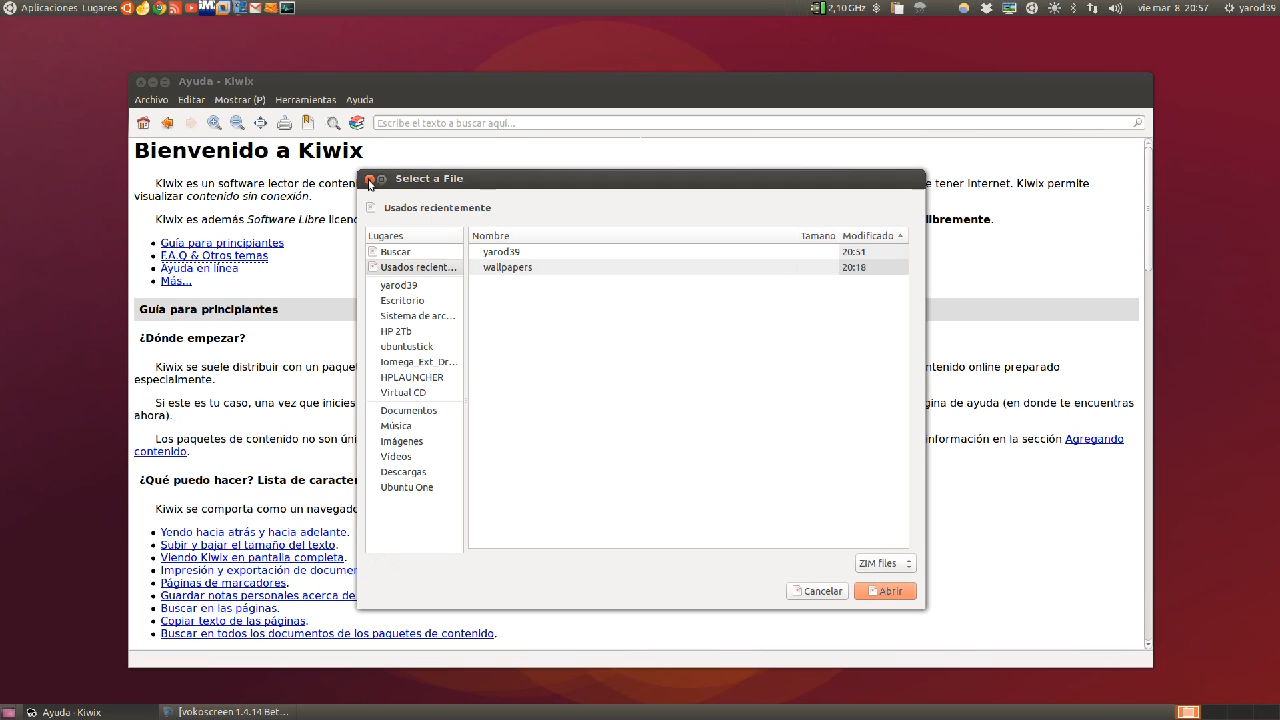 Aplicaciones Lugares
2,10 GHz
vie mar 8, 20:57
yarod39
Ayuda - Kiwix
Archivo Editar Mostrar (P) Herramientas Ayuda
Escribe el texto a buscar aquí...
Bienvenido a Kiwix
Kiwix es un software lector de conten
e tener Internet. Kiwix permite
visualizar contenido sin conexión.
Kiwix es además Software Libre licen
libremente.
Guía para principiantes
F.A.Q & Otros temas
Ayuda en línea
Más...
Guía para principiantes
¿Dónde empezar?
Kiwix se suele distribuir con un paquet
ntenido online preparado
especialmente.
Si este es tu caso, una vez que inicies
gina de ayuda (en donde te encuentras
ahora).
Los paquetes de contenido no son úni
información en la sección Agregando
contenido.
¿Qué puedo hacer? Lista de caracter
Kiwix se comporta como un navegado
Yendo hacia atrás y hacia adelante.
Subir y bajar el tamaño del texto.
Viendo Kiwix en pantalla completa.
Impresión y exportación de documen
Páginas de marcadores.
Guardar notas personales acerca de
Buscar en las páginas.
Copiar texto de las páginas.
Buscar en todos los documentos de los paquetes de contenido.
Select a File
Usados recientemente
Lugares
Buscar
Usados recient...
yarod39
Escritorio
Sistema de arc...
HP 2Tb
ubuntustick
Iomega_Ext_Dr...
HPLAUNCHER
Virtual CD
Documentos
Música
Imágenes
Vídeos
Descargas
Ubuntu One
Nombre Tamaño Modificado
yarod39 20:51
wallpapers 20:18
ZIM files
Cancelar Abrir
Ayuda - Kiwix
[vokoscreen 1.4.14 Bet...